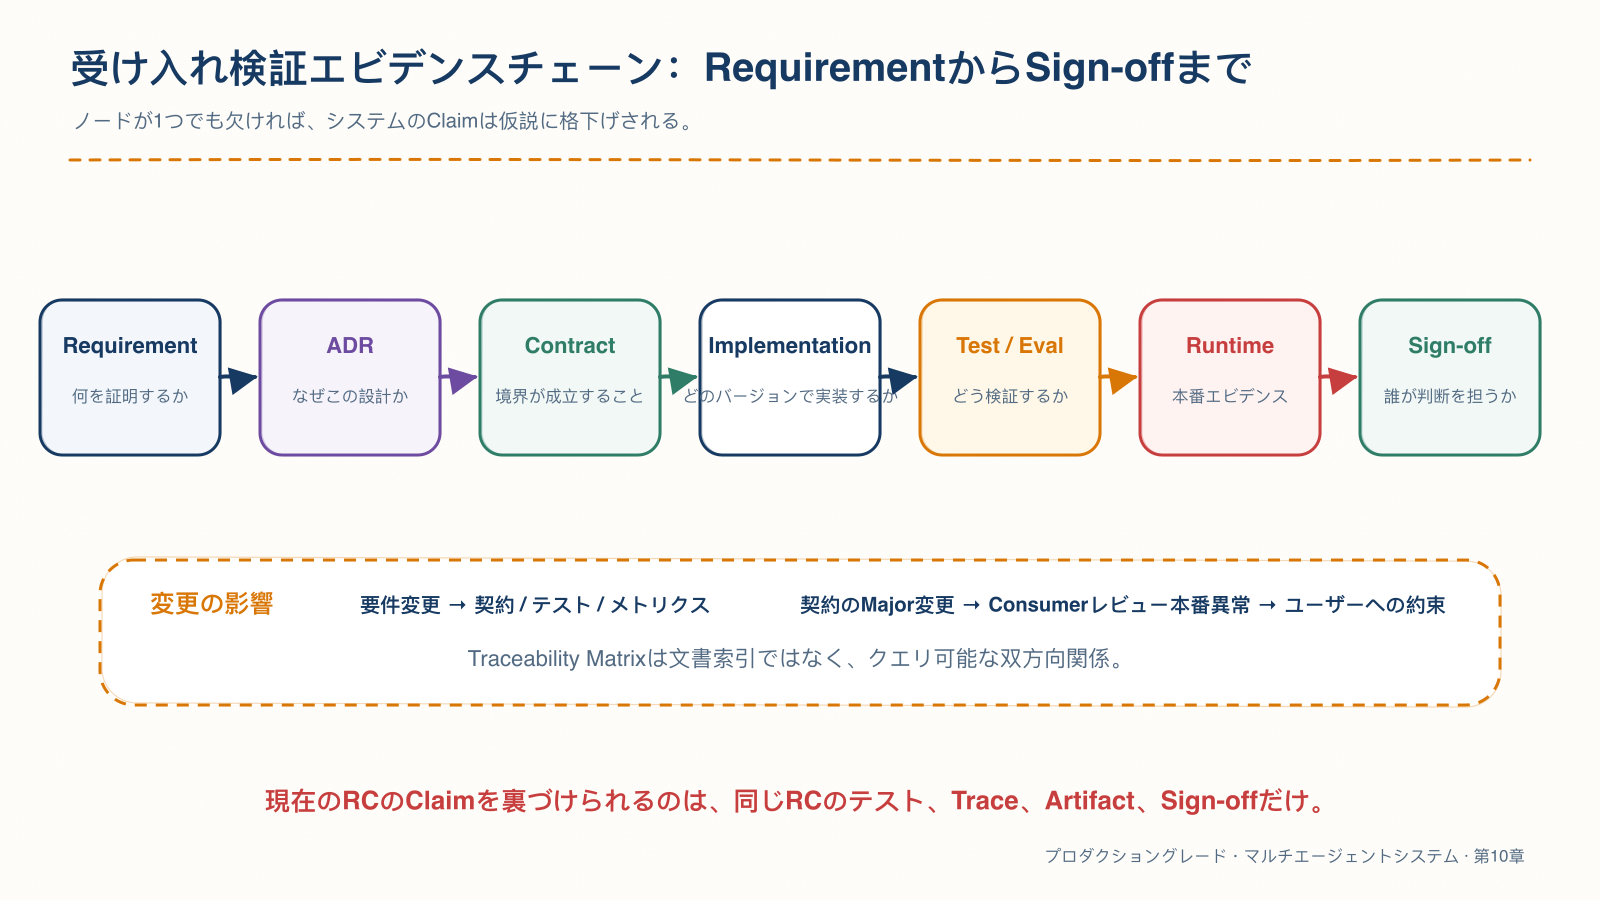 受け入れ検証エビデンスチェーン：RequirementからSign-offまで
ノードが1つでも欠ければ、システムのClaimは仮説に格下げされる。
Requirement
何を証明するか
ADR
なぜこの設計か
Contract
境界が成立すること
Implementation
どのバージョンで実装するか
Test / Eval
どう検証するか
Runtime
本番エビデンス
Sign-off
誰が判断を担うか
変更の影響
要件変更 → 契約 / テスト / メトリクス
契約のMajor変更 → Consumerレビュー本番異常 → ユーザーへの約束
Traceability Matrixは文書索引ではなく、クエリ可能な双方向関係。
現在のRCのClaimを裏づけられるのは、同じRCのテスト、Trace、Artifact、Sign-offだけ。
プロダクショングレード · マルチエージェントシステム · 第10章